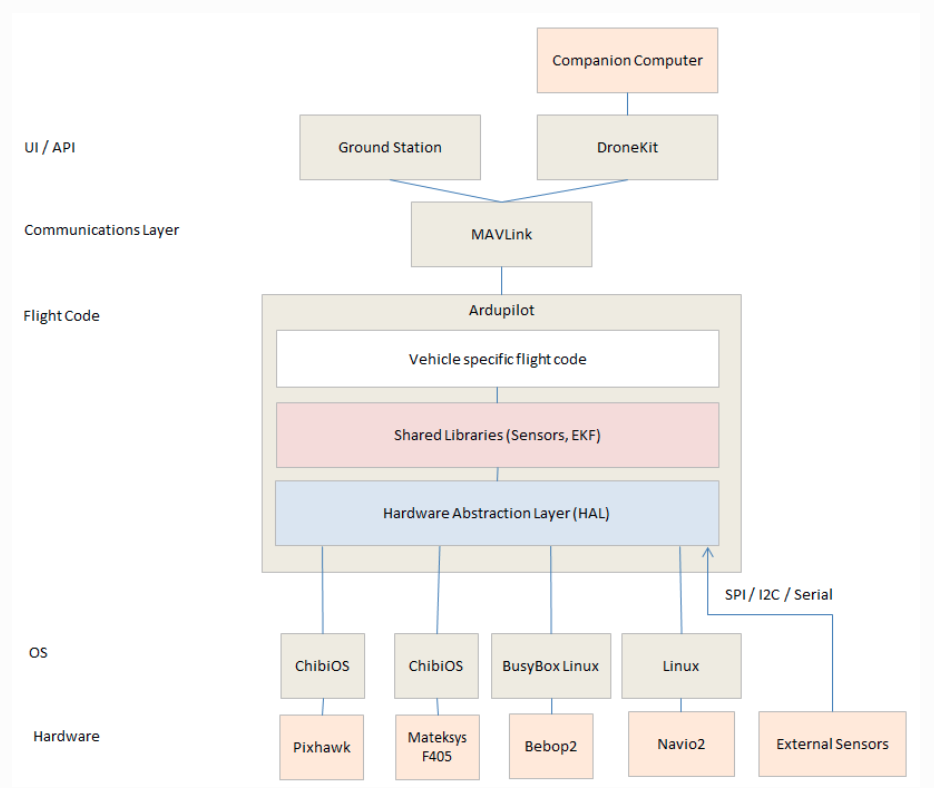 Companion Computer
UI / API
Ground Station
DroneKit
Communications Layer
MAVLink
Flight Code
Ardupilot
Vehicle specific flight code
Shared Libraries (Sensors, EKF)
Hardware Abstraction Layer (HAL)
SPI / I2C / Serial
OS
ChibiOS
ChibiOS
BusyBox Linux
Linux
Hardware
Pixhawk
Mateksys
F405
Bebop2
Navio2
External Sensors